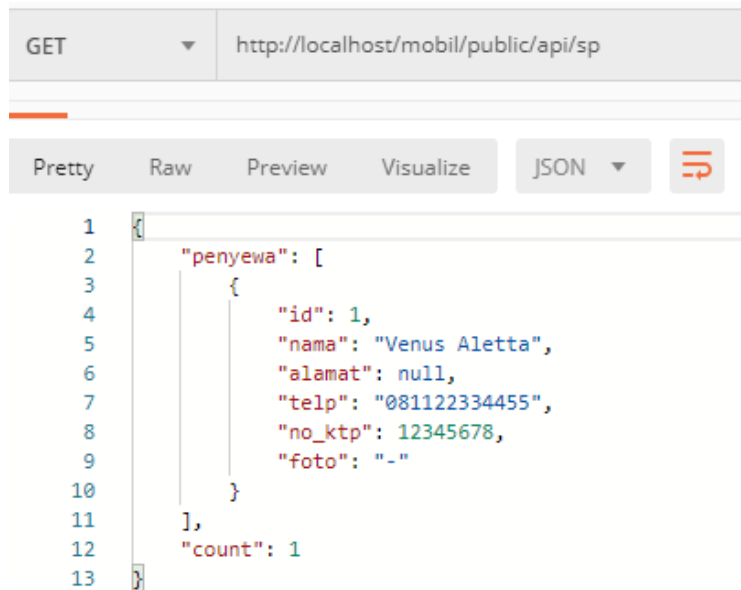 GET http://localhost/mobil/public/api/sp
Pretty Raw Preview Visualize JSON
1 {
2 "penyewa": [
3 {
4 "id": 1,
5 "nama": "Venus Aletta",
6 "alamat": null,
7 "telp": "081122334455",
8 "no_ktp": 12345678,
9 "foto": "-"
10 }
11 ],
12 "count": 1
13 }